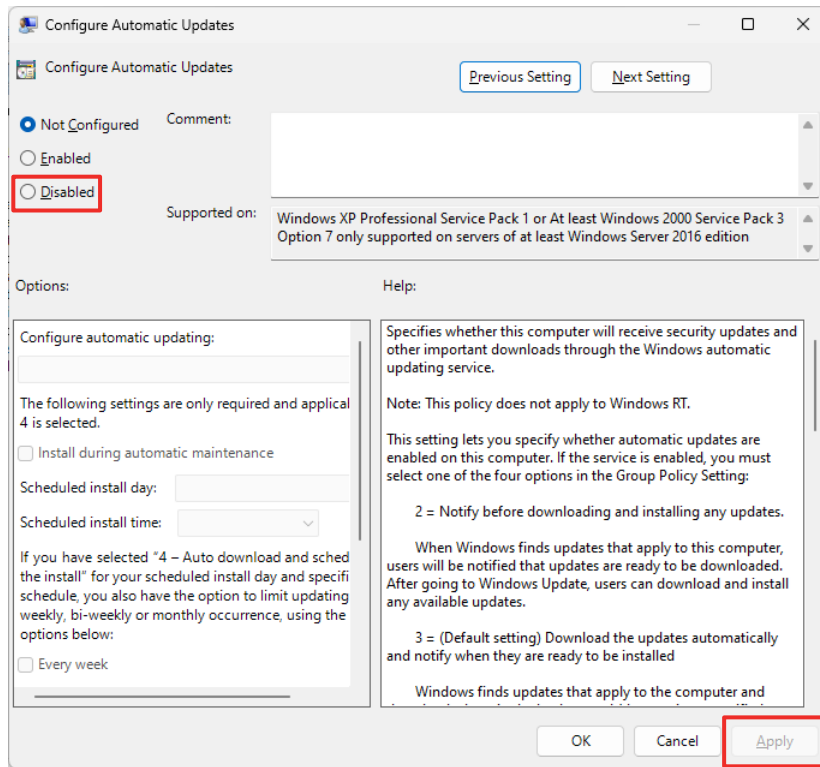 Configure Automatic Updates
Configure Automatic Updates
Previous Setting
Next Setting
Not Configured
Comment:
Enabled
Disabled
Supported on:
Windows XP Professional Service Pack 1 or At least Windows 2000 Service Pack 3
Option 7 only supported on servers of at least Windows Server 2016 edition
Options:
Help:
Configure automatic updating:
The following settings are only required and applical
4 is selected.
Install during automatic maintenance
Scheduled install day:
Scheduled install time:
If you have selected "4 – Auto download and sched
the install" for your scheduled install day and specifi
schedule, you also have the option to limit updating
weekly, bi-weekly or monthly occurrence, using the
options below:
Every week
Specifies whether this computer will receive security updates and
other important downloads through the Windows automatic
updating service.
Note: This policy does not apply to Windows RT.
This setting lets you specify whether automatic updates are
enabled on this computer. If the service is enabled, you must
select one of the four options in the Group Policy Setting:
2 = Notify before downloading and installing any updates.
When Windows finds updates that apply to this computer,
users will be notified that updates are ready to be downloaded.
After going to Windows Update, users can download and install
any available updates.
3 = (Default setting) Download the updates automatically
and notify when they are ready to be installed
Windows finds updates that apply to the computer and
OK
Cancel
Apply